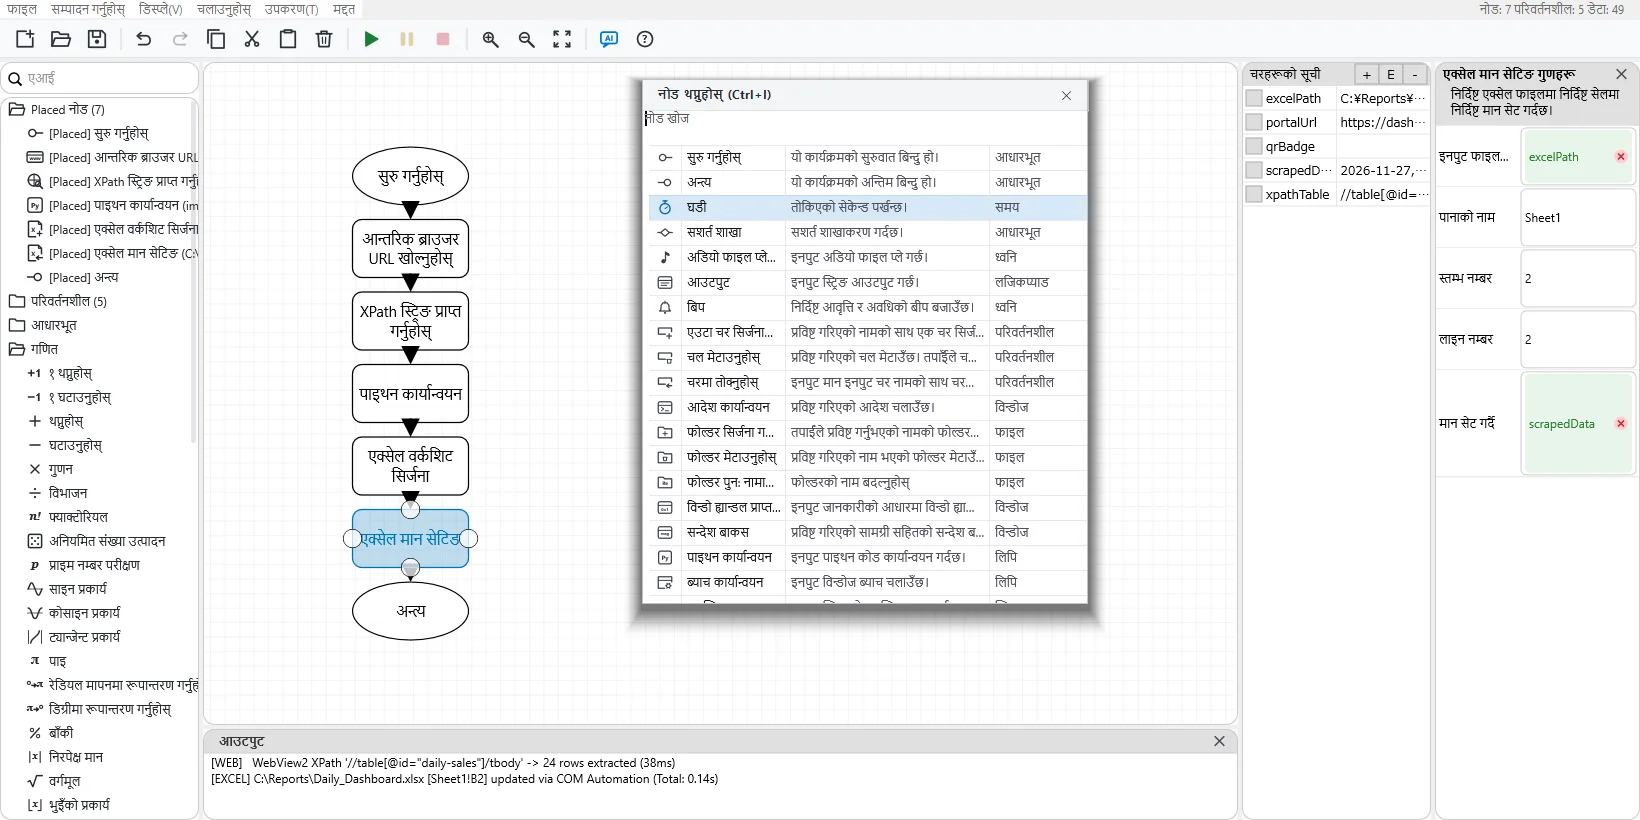 फाइल सम्पादन गर्नुहोस् डिस्प्ले(V) चलाउनुहोस् उपकरण(T) मद्दत
नोड: 7 परिवर्तनशील: 5 डेटा: 49
एआई
Placed नोड (7)
[Placed] सुरु गर्नुहोस्
[Placed] आन्तरिक ब्राउजर URL
[Placed] XPath स्ट्रिङ प्राप्त गर्नु
[Placed] पाइथन कार्यान्वयन (im
[Placed] एक्सेल वर्कशिट सिर्जना
[Placed] एक्सेल मान सेटिङ (C:\
[Placed] अन्त्य
परिवर्तनशील (5)
आधारभूत
गणित
+1 १ थप्नुहोस्
−1 १ घटाउनुहोस्
थप्नुहोस्
घटाउनुहोस्
गुणन
विभाजन
n! फ्याक्टोरियल
अनियमित संख्या उत्पादन
p प्राइम नम्बर परीक्षण
साइन प्रकार्य
कोसाइन प्रकार्य
ट्यान्जेन्ट प्रकार्य
π पाइ
°→π रेडियल मापनमा रूपान्तरण गर्नुहो
π→° डिग्रीमा रूपान्तरण गर्नुहोस्
% बाँकी
|x| निरपेक्ष मान
वर्गमूल
⌊x⌋ भुइँको प्रकार्य
सुरु गर्नुहोस्
आन्तरिक ब्राउजर
URL खोल्नुहोस्
XPath स्ट्रिङ प्राप्त
गर्नुहोस्
पाइथन कार्यान्वयन
एक्सेल वर्कशिट
सिर्जना
एक्सेल मान सेटिङ
अन्त्य
नोड थप्नुहोस् (Ctrl+I)
नोड खोज
सुरु गर्नुहोस् यो कार्यक्रमको सुरुवात बिन्दु हो। आधारभूत
अन्त्य यो कार्यक्रमको अन्तिम बिन्दु हो। आधारभूत
घडी तोकिएको सेकेन्ड पर्खन्छ। समय
सशर्त शाखा सशर्त शाखाकरण गर्दछ। आधारभूत
अडियो फाइल प्ले... इनपुट अडियो फाइल प्ले गर्छ। ध्वनि
आउटपुट इनपुट स्ट्रिङ आउटपुट गर्छ। लजिकप्याड
बिप निर्दिष्ट आवृत्ति र अवधिको बीप बजाउँछ। ध्वनि
एउटा चर सिर्जना... प्रविष्ट गरिएको नामको साथ एक चर सिर्ज... परिवर्तनशील
चल मेटाउनुहोस् प्रविष्ट गरिएको चल मेटाउँछ। तपाईँले च... परिवर्तनशील
चरमा तोक्नुहोस् इनपुट मान इनपुट चर नामको साथ चर... परिवर्तनशील
आदेश कार्यान्वयन प्रविष्ट गरिएको आदेश चलाउँछ। विन्डोज
फोल्डर सिर्जना ग... तपाईंले प्रविष्ट गर्नुभएको नामको फोल्डर... फाइल
फोल्डर मेटाउनुहोस् प्रविष्ट गरिएको नाम भएको फोल्डर मेटाउँ... फाइल
फोल्डर पुन: नामा... फोल्डरको नाम बदल्नुहोस् फाइल
विन्डो ह्यान्डल प्राप्त... इनपुट जानकारीको आधारमा विन्डो ह्या... विन्डोज
सन्देश बाकस प्रविष्ट गरिएको सामग्री सहितको सन्देश ब... विन्डोज
पाइथन कार्यान्वयन इनपुट पाइथन कोड कार्यान्वयन गर्दछ। लिपि
ब्याच कार्यान्वयन इनपुट विन्डोज ब्याच चलाउँछ। लिपि
आउटपुट
[WEB] WebView2 XPath '//table[@id="daily-sales"]/tbody' -> 24 rows extracted (38ms)
[EXCEL] C:\Reports\Daily_Dashboard.xlsx [Sheet1!B2] updated via COM Automation (Total: 0.14s)
चरहरूको सूची + E -
excelPath C:¥Reports¥···
portalUrl https://dash···
qrBadge
scrapedD··· 2026-11-27,···
xpathTable //table[@id=···
एक्सेल मान सेटिङ गुणहरू
निर्दिष्ट एक्सेल फाइलमा निर्दिष्ट सेलमा
निर्दिष्ट मान सेट गर्दछ।
इनपुट फाइल... excelPath
पानाको नाम Sheet1
स्तम्भ नम्बर 2
लाइन नम्बर 2
मान सेट गर्दै scrapedData